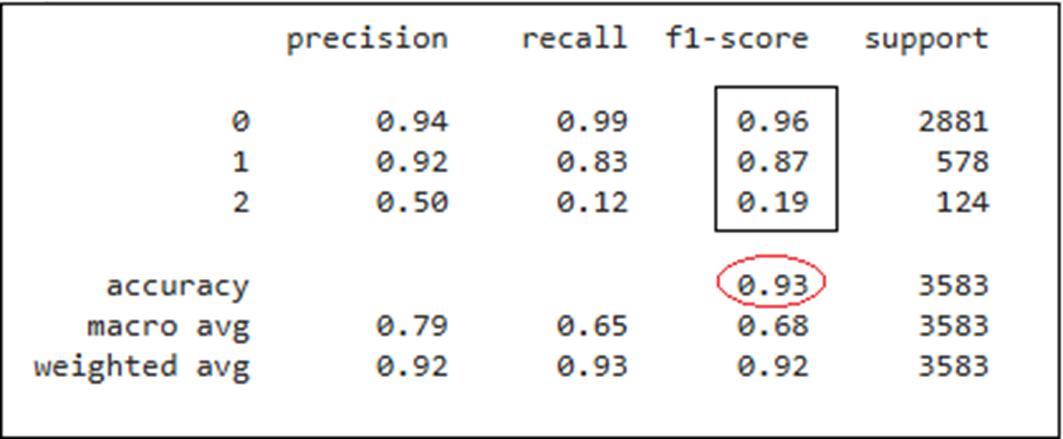 precision recall f1-score support
0 0.94 0.99 0.96 2881
1 0.92 0.83 0.87 578
2 0.50 0.12 0.19 124
accuracy 0.93 3583
macro avg 0.79 0.65 0.68 3583
weighted avg 0.92 0.93 0.92 3583